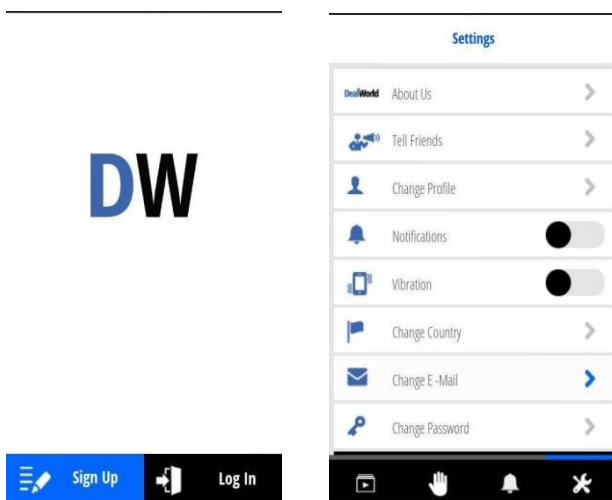 DW
Sign Up
Log In
Settings
DeafWorld About Us
Tell Friends
Change Profile
Notifications
Vibration
Change Country
Change E -Mail
Change Password